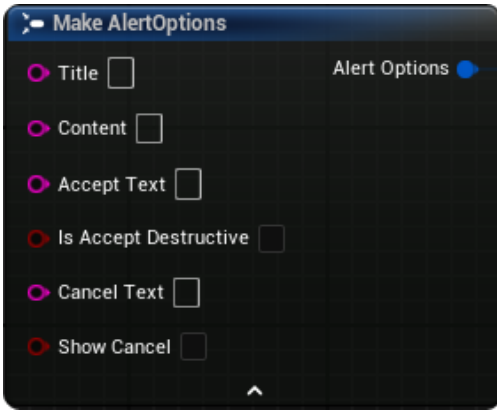 Make AlertOptions
Title
Alert Options
Content
Accept Text
Is Accept Destructive
Cancel Text
Show Cancel